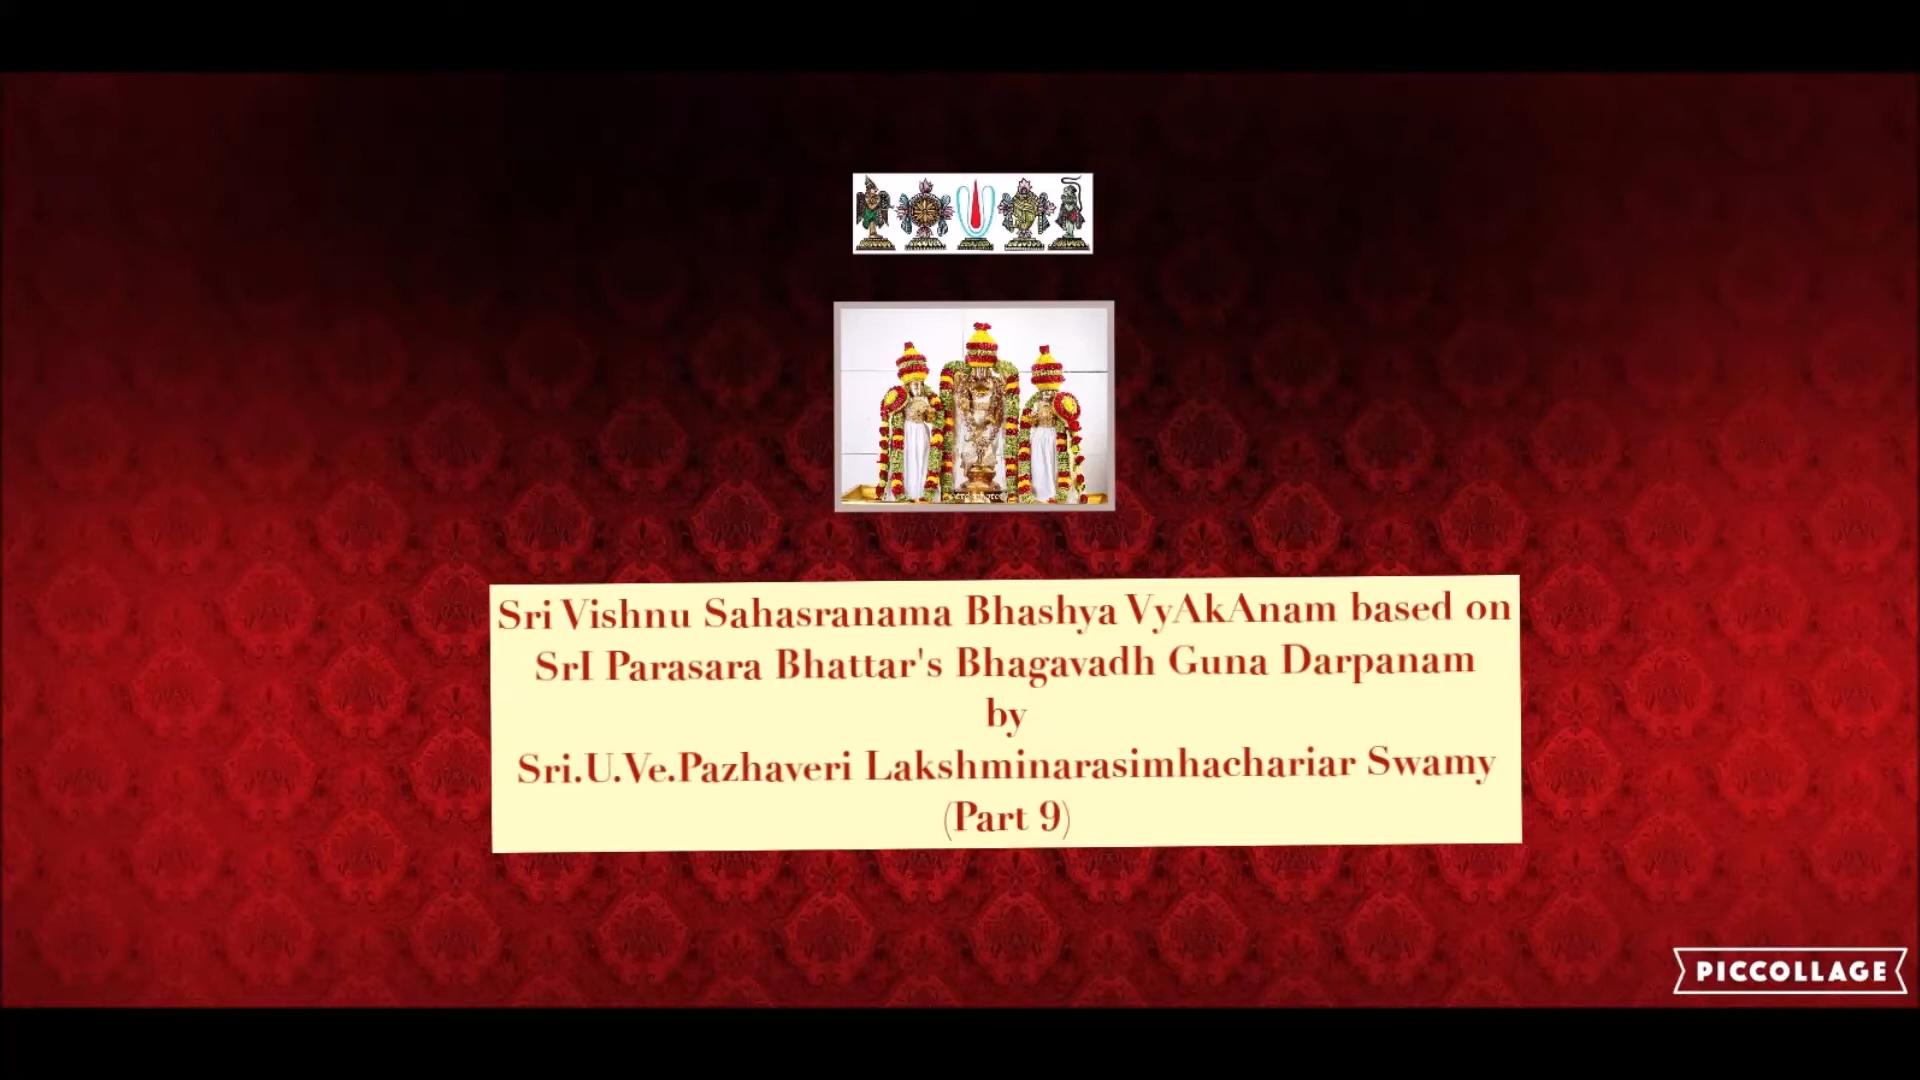 Sri Vishnu Sahasranama Bhashya VyAkAnam based on
SrI Parasara Bhattar's Bhagavadh Guna Darpanam
by
Sri.U.Ve.Pazhaveri Lakshminarasimhachariar Swamy
(Part 9)
PICCOLLAGE